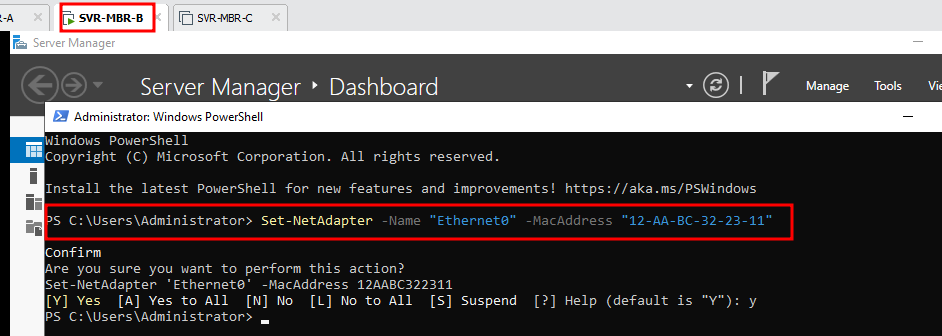 R-A
SVR-MBR-B
SVR-MBR-C
Server Manager
Server Manager Dashboard
Manage Tools
Administrator: Windows PowerShell
Windows PowerShell
Copyright (C) Microsoft Corporation. All rights reserved.
Install the latest PowerShell for new features and improvements! https://aka.ms/PSWindows
PS C:\Users\Administrator> Set-NetAdapter -Name "Ethernet0" -MacAddress "12-AA-BC-32-23-11"
Confirm
Are you sure you want to perform this action?
Set-NetAdapter 'Ethernet0' -MacAddress 12AABC322311
[Y] Yes  [A] Yes to All  [N] No  [L] No to All  [S] Suspend  [?] Help (default is "Y"): y
PS C:\Users\Administrator> _